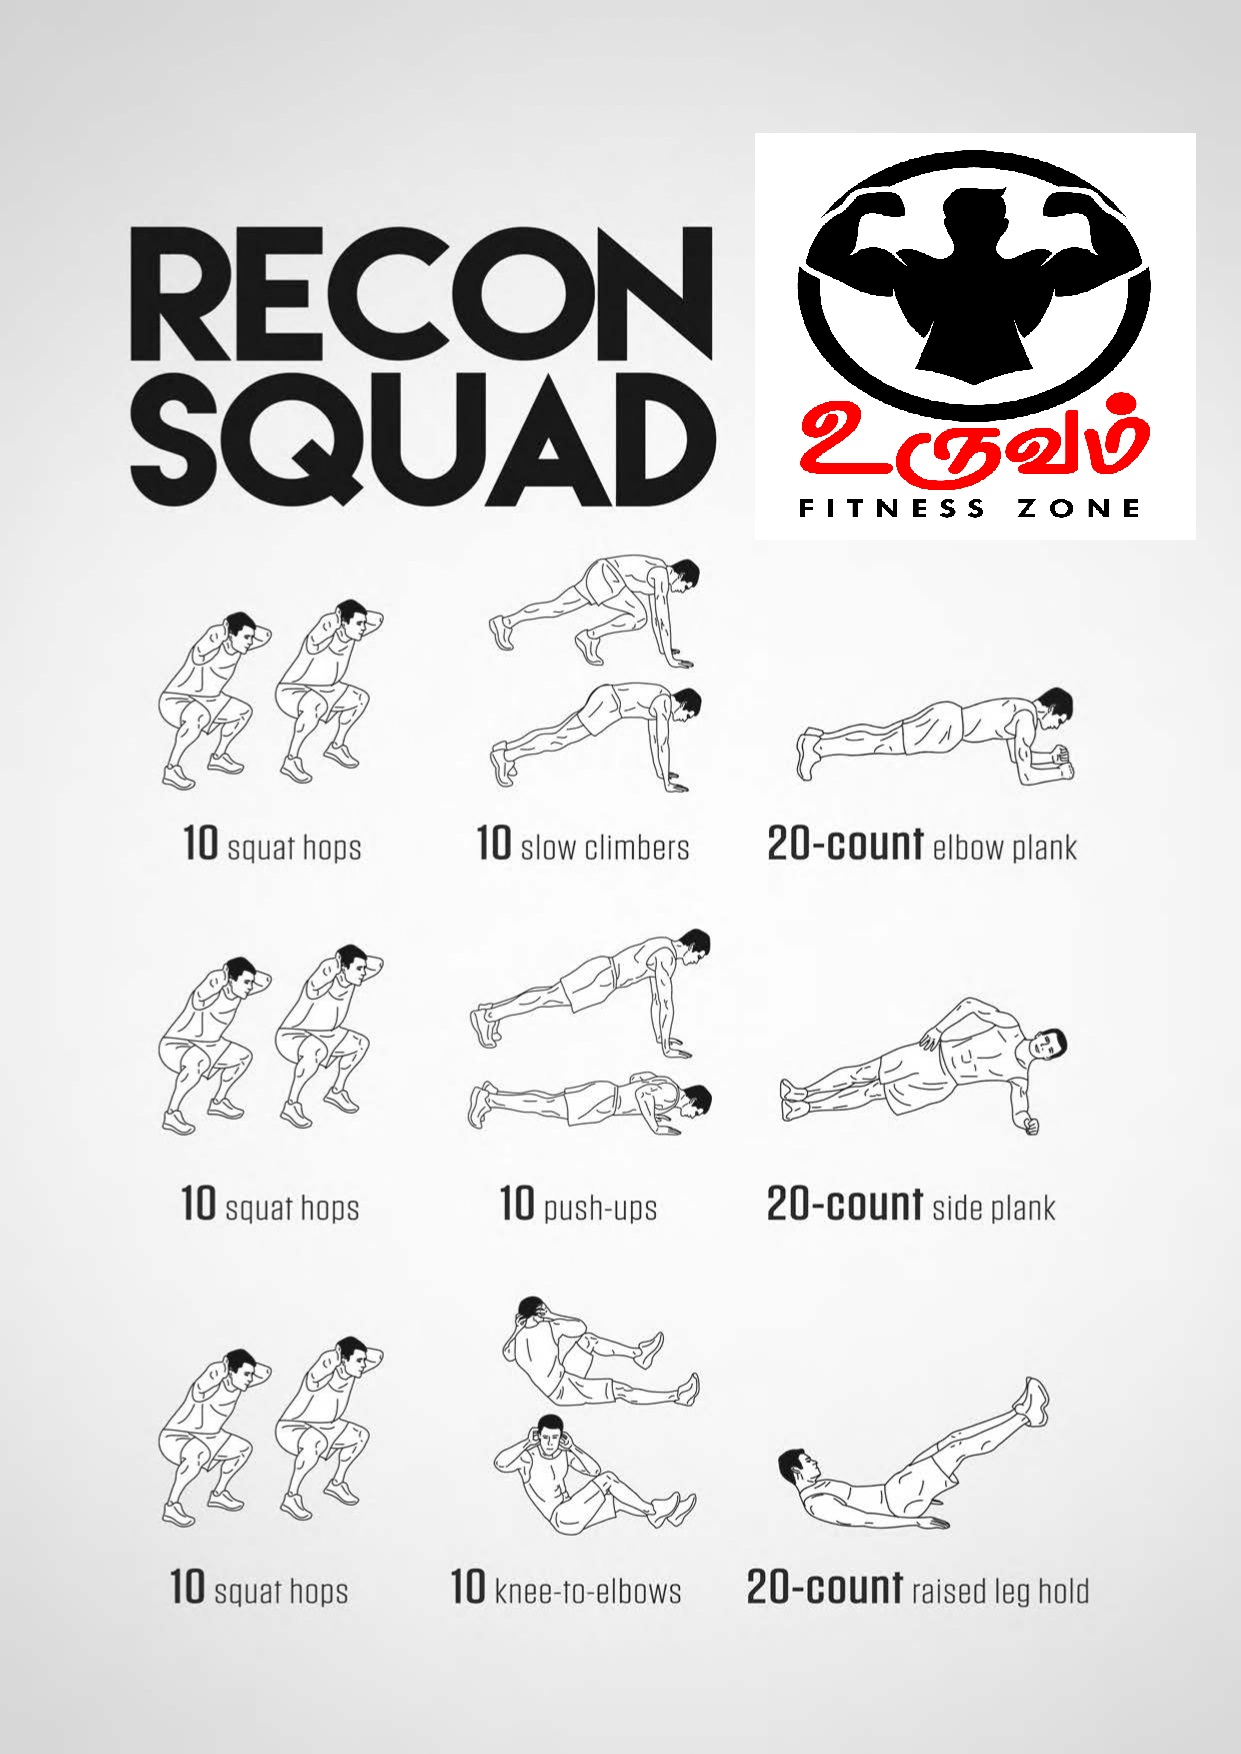 RECON
SQUAD
உருவம்
FITNESS ZONE
10 squat hops
10 slow climbers
20-count elbow plank
10 squat hops
10 push-ups
20-count side plank
10 squat hops
10 knee-to-elbows
20-count raised leg hold